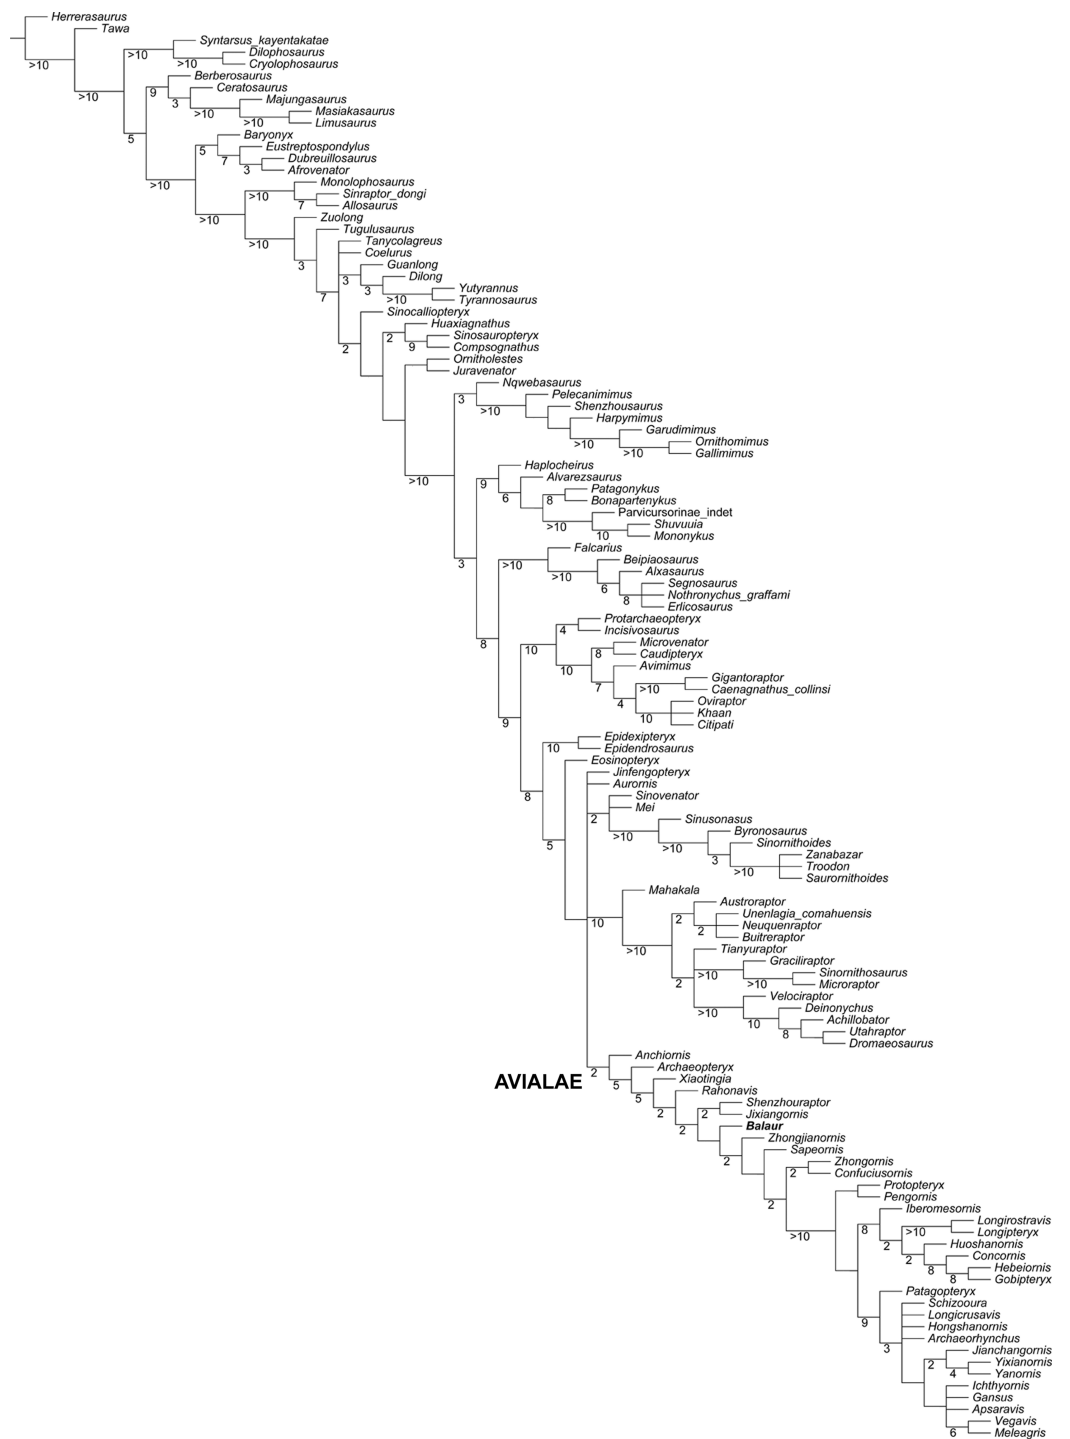 Herrerasaurus
Tawa
Syntarsus_kayentakatae
>10
Dilophosaurus
>10
Cryolophosaurus
>10
Berberosaurus
Ceratosaurus
9
>10
Majungasaurus
3
>10
Masiakasaurus
>10
Limusaurus
5
Baryonyx
Eustreptospondylus
5
7
Dubreuillosaurus
3
Afrovenator
>10
Monolophosaurus
>10
Sinraptor_dongi
7
Allosaurus
>10
Zuolong
Tugulusaurus
Tanycolagreus
>10
Coelurus
3
Guanlong
3
Dilong
7
3
>10
Yutyrannus
Tyrannosaurus
Sinocalliopteryx
Huaxiagnathus
2
Sinosauropteryx
2
9
Compsognathus
Ornitholestes
Juravenator
Nqwebasaurus
3
Pelecanimimus
>10
Shenzhousaurus
Harpymimus
Garudimimus
>10
Ornithomimus
>10
Gallimimus
Haplocheirus
>10
9
Alvarezsaurus
Patagonykus
6
8
Bonapartenykus
Parvicursorinae_indet
>10
Shuvuuia
10
Mononykus
Falcarius
3
>10
Beipiaosaurus
>10
Alxasaurus
6
Segnosaurus
8
Nothronychus_graffami
Erlicosaurus
Protarchaeopteryx
4
Incisivosaurus
8
10
Microvenator
8
Caudipteryx
10
Avimimus
7
Gigantoraptor
>10
Caenagnathus_collinsi
4
Oviraptor
9
10
Khaan
Citipati
Epidexipteryx
10
Epidendrosaurus
Eosinopteryx
Jinfengopteryx
Aurornis
8
Sinovenator
Mei
2
Sinusonasus
>10
Byronosaurus
5
>10
Sinornithoides
3
Zanabazar
>10
Troodon
Saurornithoides
Mahakala
Austroraptor
10
2
Unenlagia_comahuensis
2
Neuquenraptor
Buitreraptor
>10
Tianyuraptor
Graciliraptor
>10
Sinornithosaurus
2
>10
Microraptor
Velociraptor
>10
Deinonychus
10
Achillobator
8
Utahraptor
Dromaeosaurus
Anchiornis
2
Archaeopteryx
AVIALAE
5
Xiaotingia
5
Rahonavis
Shenzhouraptor
2
2
Jixiangornis
2
Balaur
Zhongjianornis
2
Sapeornis
Zhongornis
2
Confuciusornis
Protopteryx
2
Pengornis
Iberomesornis
>10
8
Longirostravis
>10
Longipteryx
2
Huoshanornis
2
Concornis
8
Hebeiornis
8
Gobipteryx
Patagopteryx
Schizooura
Longicrusavis
9
Hongshanornis
Archaeorhynchus
3
Jianchangornis
2
Yixianornis
4
Yanornis
Ichthyornis
Gansus
Apsaravis
Vegavis
6
Meleagris